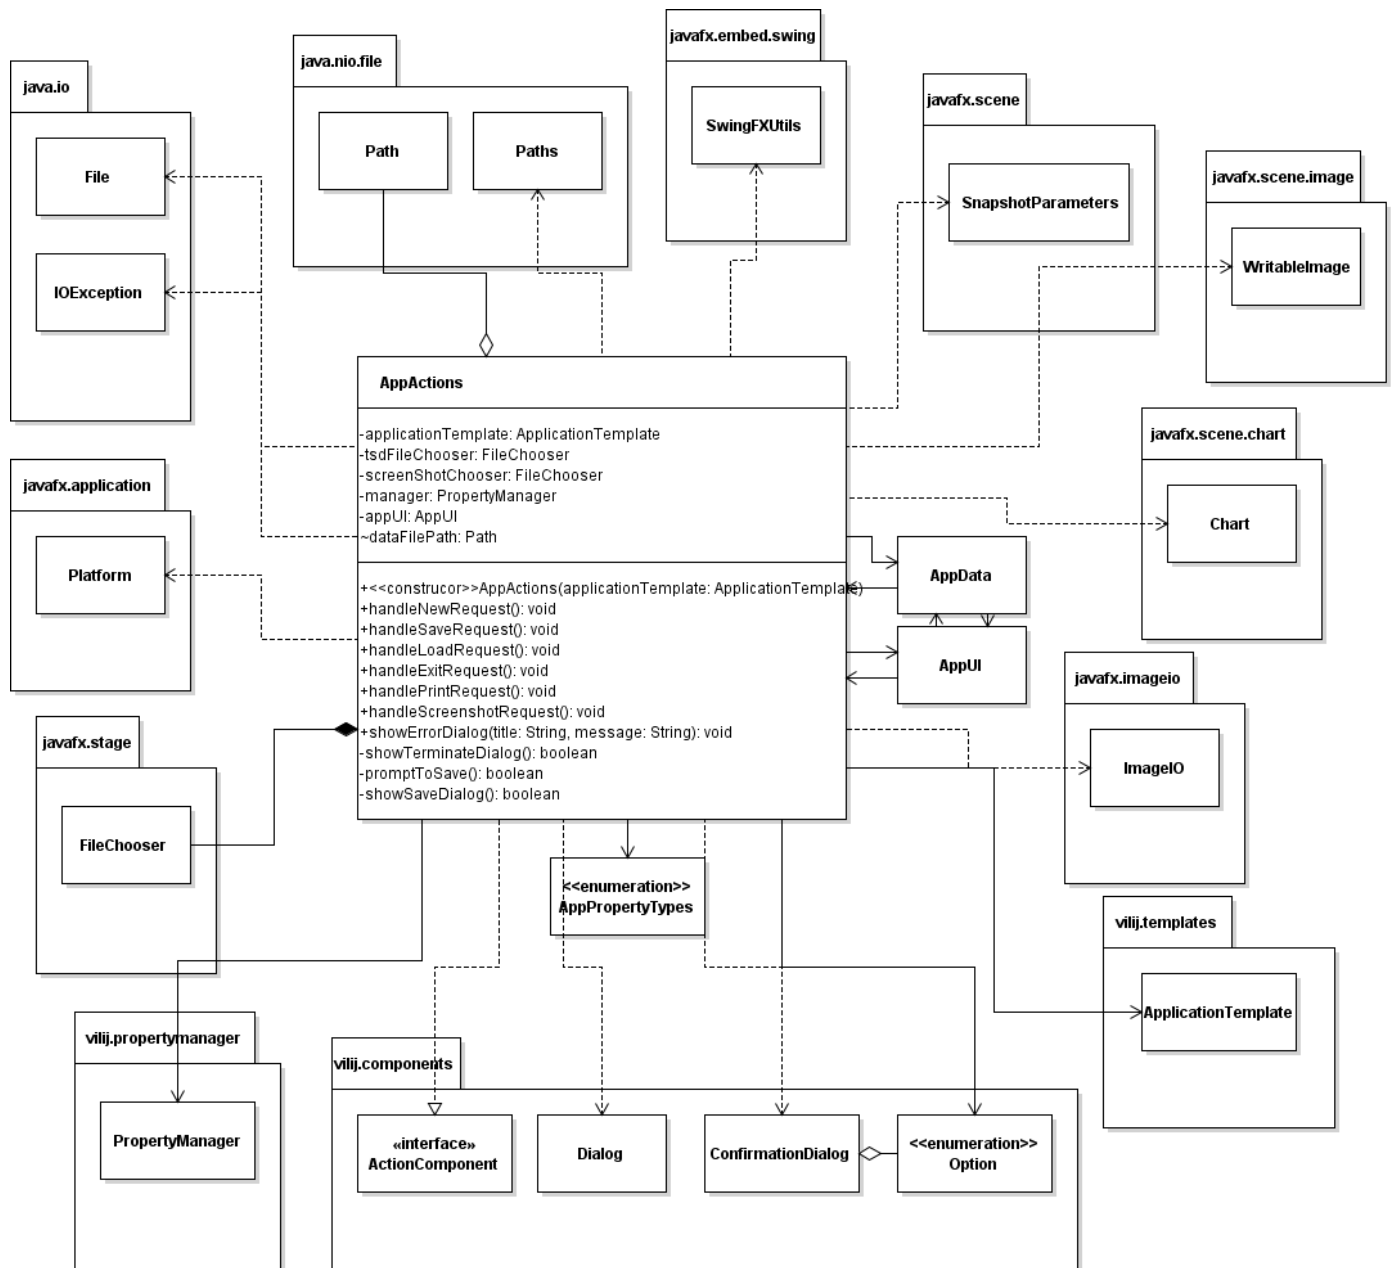 javafx.embed.swing
java.nio.file
java.io
javafx.scene
SwingFXUtils
Path
Paths
File
javafx.scene.image
SnapshotParameters
WritableImage
IOException
AppActions
-applicationTemplate: ApplicationTemplate
-tsdFileChooser: FileChooser
-screenShotChooser: FileChooser
-manager: PropertyManager
-appUI: AppUI
~dataFilePath: Path
javafx.scene.chart
Chart
javafx.application
Platform
AppData
+<<construcor>>AppActions(applicationTemplate: ApplicationTemplate)
+handleNewRequest(): void
+handleSaveRequest(): void
+handleLoadRequest(): void
+handleExitRequest(): void
+handlePrintRequest(): void
+handleScreenshotRequest(): void
+showErrorDialog(title: String, message: String): void
-showTerminateDialog(): boolean
-promptToSave(): boolean
-showSaveDialog(): boolean
AppUI
javafx.imageio
ImageIO
javafx.stage
FileChooser
<<enumeration>>
AppPropertyTypes
vilij.templates
ApplicationTemplate
vilij.propertymanager
PropertyManager
vilij.components
«interface»
ActionComponent
Dialog
ConfirmationDialog
<<enumeration>>
Option